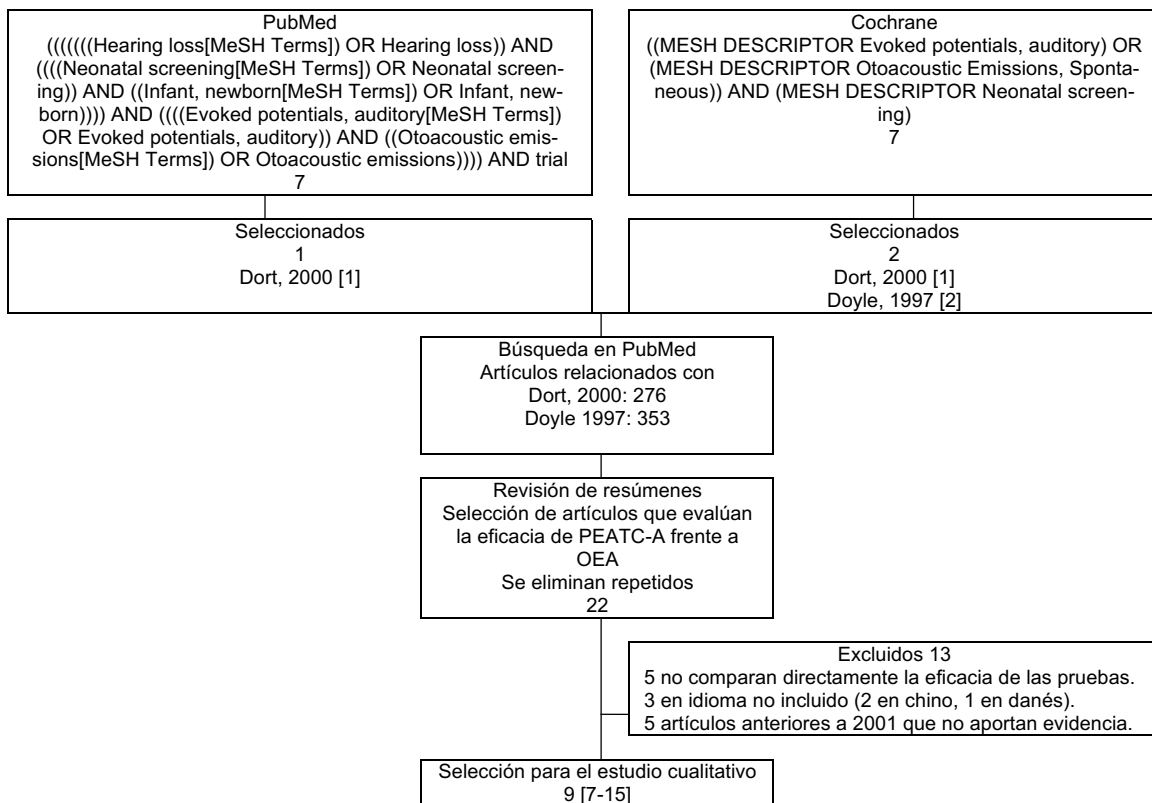 PubMed
(((((((Hearing loss[MeSH Terms]) OR Hearing loss)) AND
((((Neonatal screening[MeSH Terms]) OR Neonatal screen-
ing)) AND ((Infant, newborn[MeSH Terms]) OR Infant, new-
born)))) AND ((((Evoked potentials, auditory[MeSH Terms])
OR Evoked potentials, auditory)) AND ((Otoacoustic emis-
sions[MeSH Terms]) OR Otoacoustic emissions)))) AND trial
7
Cochrane
((MESH DESCRIPTOR Evoked potentials, auditory) OR
(MESH DESCRIPTOR Otoacoustic Emissions, Sponta-
neous)) AND (MESH DESCRIPTOR Neonatal screen-
ing)
7
Seleccionados
1
Dort, 2000 [1]
Seleccionados
2
Dort, 2000 [1]
Doyle, 1997 [2]
Búsqueda en PubMed
Artículos relacionados con
Dort, 2000: 276
Doyle 1997: 353
Revisión de resúmenes
Selección de artículos que evalúan
la eficacia de PEATC-A frente a
OEA
Se eliminan repetidos
22
Excluidos 13
5 no comparan directamente la eficacia de las pruebas.
3 en idioma no incluido (2 en chino, 1 en danés).
5 artículos anteriores a 2001 que no aportan evidencia.
Selección para el estudio cualitativo
9 [7-15]